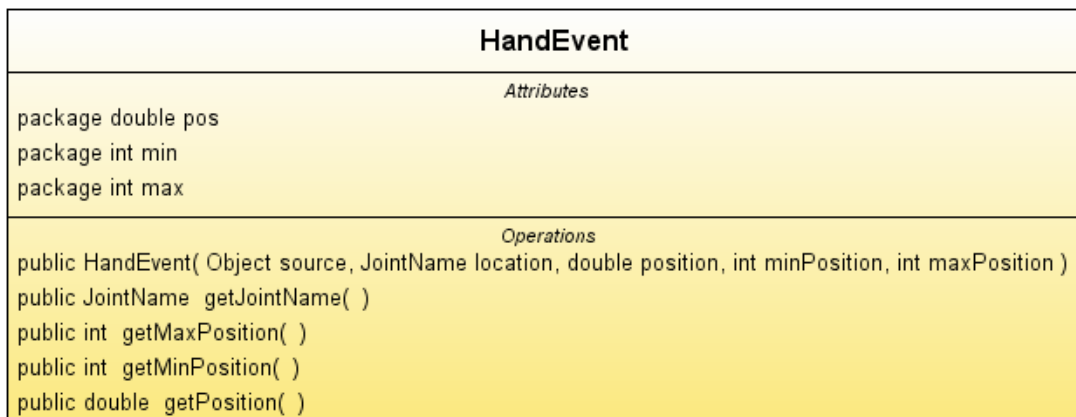 HandEvent
Attributes
package double pos
package int min
package int max
Operations
public HandEvent( Object source, JointName location, double position, int minPosition, int maxPosition )
public JointName  getJointName( )
public int  getMaxPosition( )
public int  getMinPosition( )
public double  getPosition( )